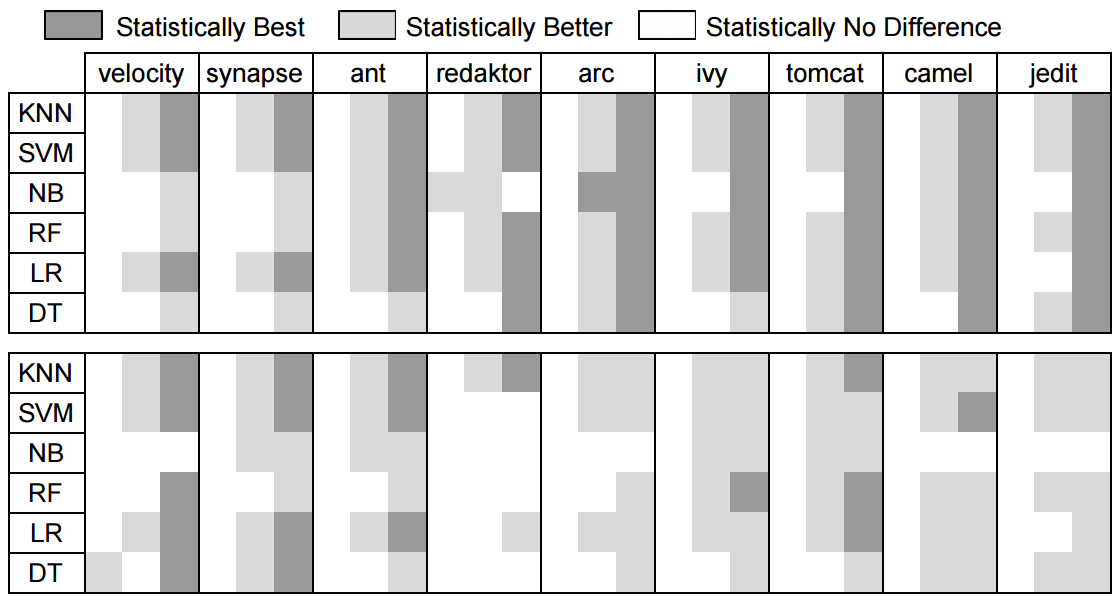 Statistically Best Statistically Better Statistically No Difference
velocity synapse ant redaktor arc ivy tomcat camel jedit
KNN
SVM
NB
RF
LR
DT
KNN
SVM
NB
RF
LR
DT